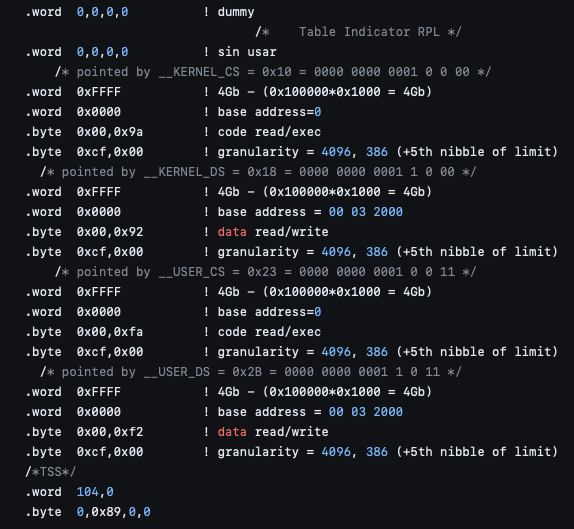 .word  0,0,0,0          ! dummy
/*    Table Indicator RPL */
.word  0,0,0,0          ! sin usar
/* pointed by __KERNEL_CS = 0x10 = 0000 0000 0001 0 0 00 */
.word  0xFFFF           ! 4Gb - (0x100000*0x1000 = 4Gb)
.word  0x0000           ! base address=0
.byte  0x00,0x9a        ! code read/exec
.byte  0xcf,0x00        ! granularity = 4096, 386 (+5th nibble of limit)
/* pointed by __KERNEL_DS = 0x18 = 0000 0000 0001 1 0 00 */
.word  0xFFFF           ! 4Gb - (0x100000*0x1000 = 4Gb)
.word  0x0000           ! base address = 00 03 2000
.byte  0x00,0x92        ! data read/write
.byte  0xcf,0x00        ! granularity = 4096, 386 (+5th nibble of limit)
/* pointed by __USER_CS = 0x23 = 0000 0000 0001 0 0 11 */
.word  0xFFFF           ! 4Gb - (0x100000*0x1000 = 4Gb)
.word  0x0000           ! base address=0
.byte  0x00,0xfa        ! code read/exec
.byte  0xcf,0x00        ! granularity = 4096, 386 (+5th nibble of limit)
/* pointed by __USER_DS = 0x2B = 0000 0000 0001 1 0 11 */
.word  0xFFFF           ! 4Gb - (0x100000*0x1000 = 4Gb)
.word  0x0000           ! base address = 00 03 2000
.byte  0x00,0xf2        ! data read/write
.byte  0xcf,0x00        ! granularity = 4096, 386 (+5th nibble of limit)
/*TSS*/
.word  104,0
.byte  0,0x89,0,0